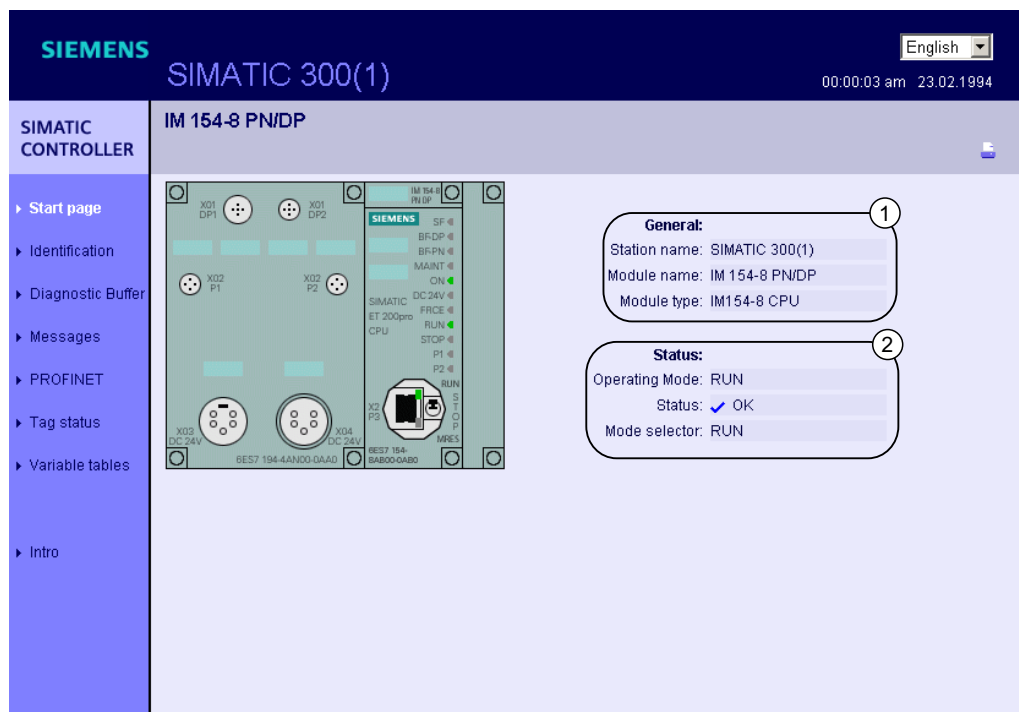 SIEMENS
SIMATIC 300(1)
English
00:00:03 am 23.02.1994
SIMATIC
CONTROLLER
IM 154-8 PN/DP
Start page
Identification
Diagnostic Buffer
Messages
PROFINET
Tag status
Variable tables
Intro
X01
DP1
X01
DP2
X02
P1
X02
P2
X03
DC 24V
X04
DC 24V
6ES7 194-4AN00-0AA0
IM 154-8
PN DP
SIEMENS
SF
BF-DP
BF-PN
MAINT
ON
DC 24V
FRCE
RUN
STOP
P1
P2
SIMATIC
ET 200pro
CPU
RUN
STOP
MRES
X2
P3
6ES7 154-
8AB00-0AB0
1
General:
Station name: SIMATIC 300(1)
Module name: IM 154-8 PN/DP
Module type: IM154-8 CPU
2
Status:
Operating Mode: RUN
Status: OK
Mode selector: RUN